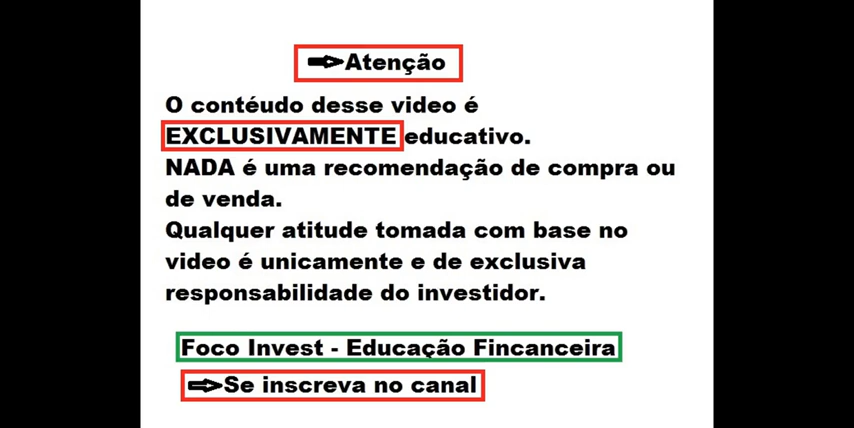 ⇨Atenção
O contéudo desse video é
EXCLUSIVAMENTE educativo.
NADA é uma recomendação de compra ou
de venda.
Qualquer atitude tomada com base no
video é unicamente e de exclusiva
responsabilidade do investidor.
Foco Invest - Educação Fincanceira
⇨Se inscreva no canal